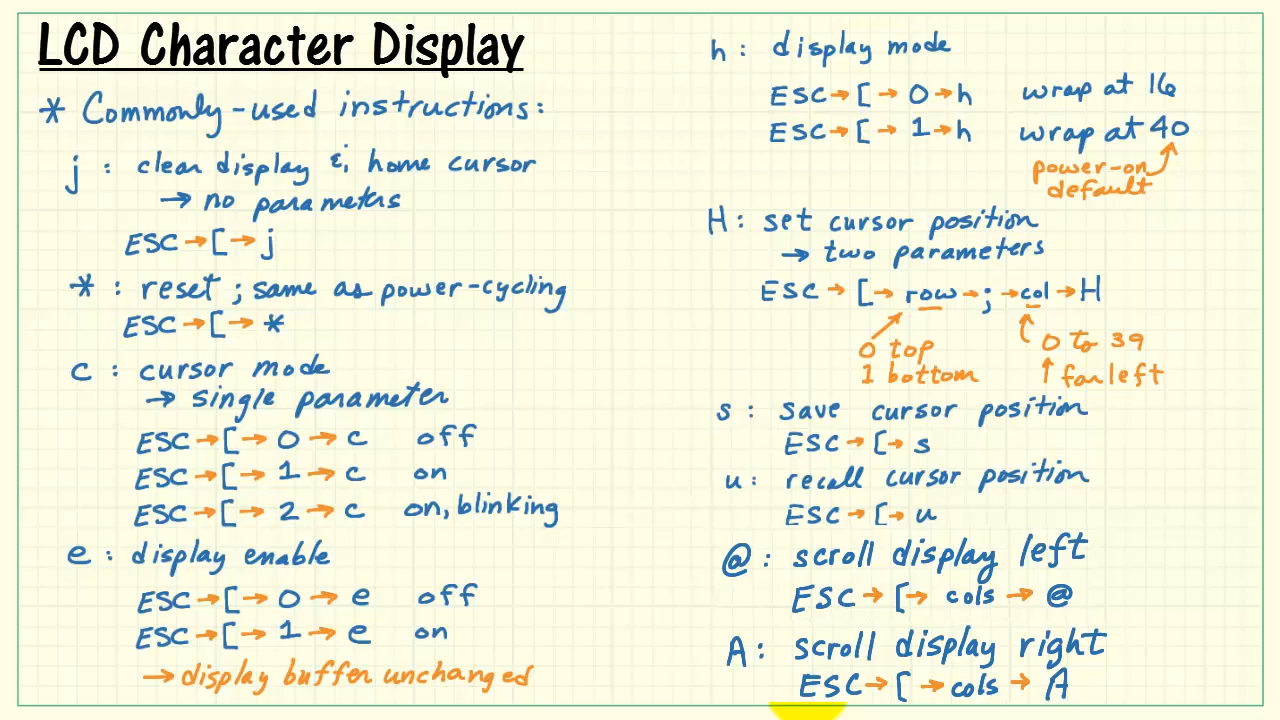 LCD Character Display
* Commonly-used instructions:
j : clear display & home cursor
→ no parameters
ESC → [ → j
* : reset ; same as power-cycling
ESC → [ → *
c : cursor mode
→ single parameter
ESC → [ → 0 → c off
ESC → [ → 1 → c on
ESC → [ → 2 → c on, blinking
e : display enable
ESC → [ → 0 → e off
ESC → [ → 1 → e on
→ display buffer unchanged
h : display mode
ESC → [ → 0 → h wrap at 16
ESC → [ → 1 → h wrap at 40
power-on
default
H : set cursor position
→ two parameters
ESC → [ → row → ; → col → H
0 top
1 bottom
0 to 39
far left
s : save cursor position
ESC → [ → s
u : recall cursor position
ESC → [ → u
@ : scroll display left
ESC → [ → cols → @
A : scroll display right
ESC → [ → cols → A